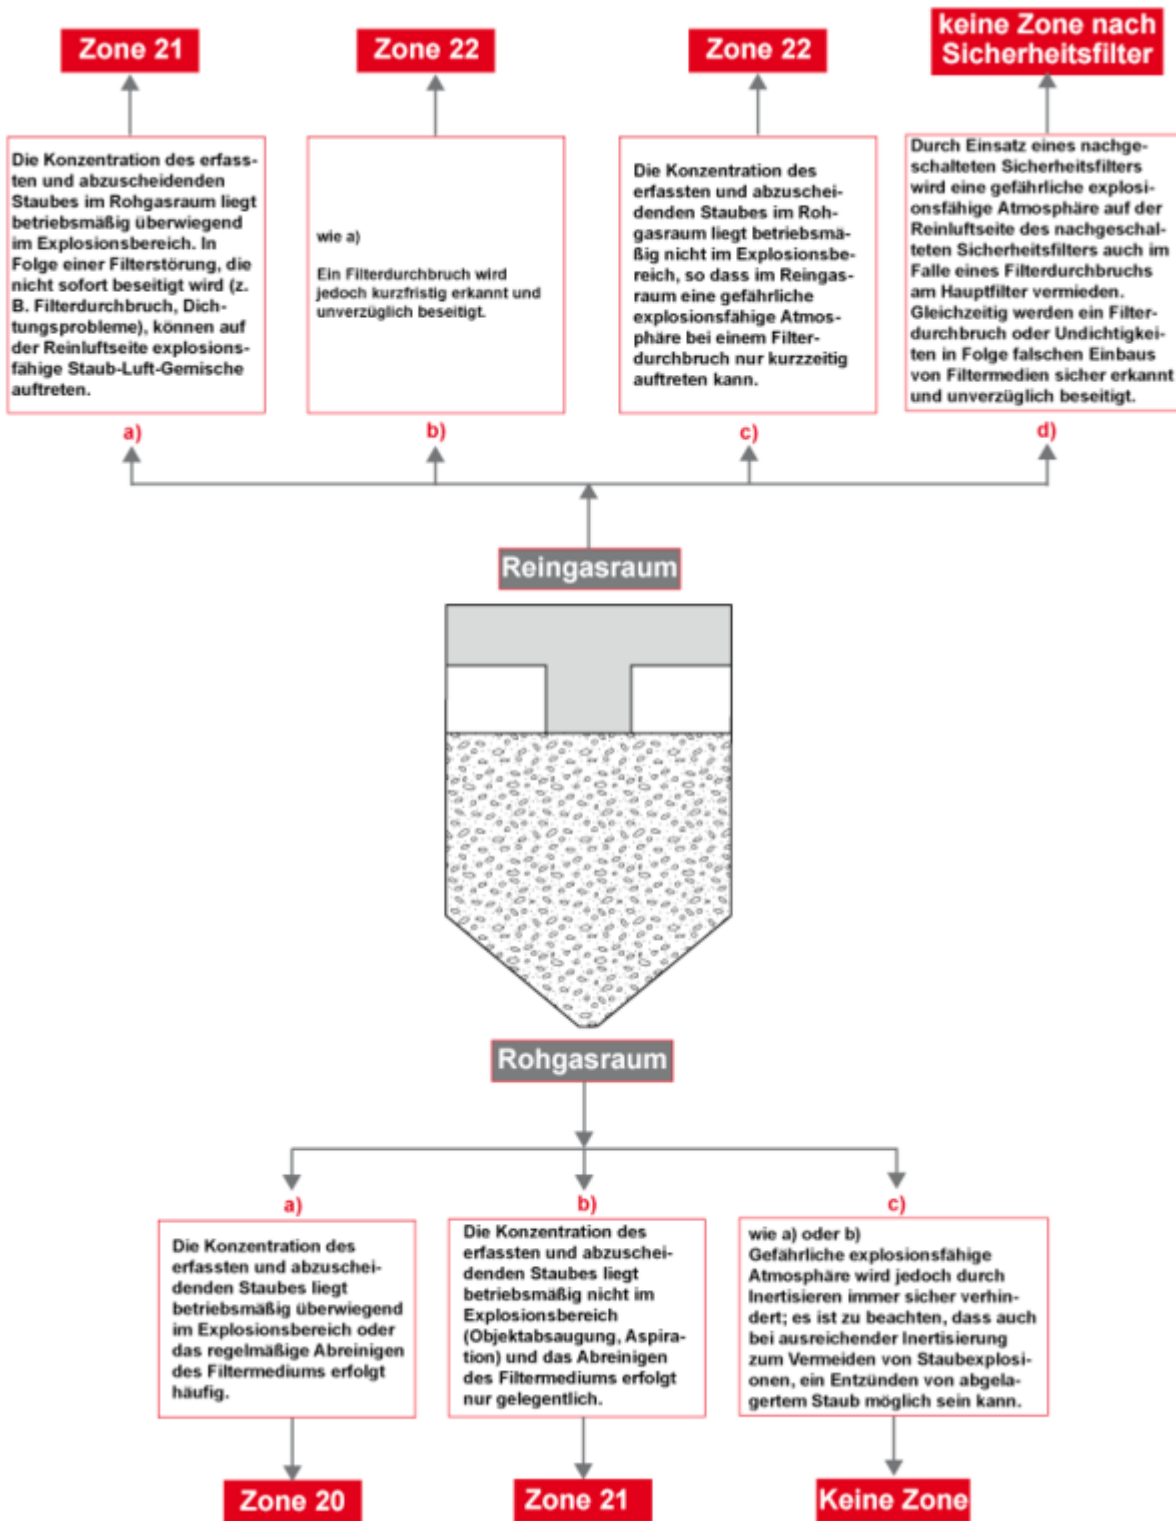 Zone 21
Zone 22
Zone 22
keine Zone nach
Sicherheitsfilter
Die Konzentration des erfass-
ten und abzuscheidenden
Staubes im Rohgasraum liegt
betriebsmäßig überwiegend
im Explosionsbereich. In
Folge einer Filterstörung, die
nicht sofort beseitigt wird (z.
B. Filterdurchbruch, Dich-
tungsprobleme), können auf
der Reinluftseite explosions-
fähige Staub-Luft-Gemische
auftreten.
wie a)
Ein Filterdurchbruch wird
jedoch kurzfristig erkannt und
unverzüglich beseitigt.
Die Konzentration des
erfassten und abzuschei-
denden Staubes im Roh-
gasraum liegt betriebsmä-
ßig nicht im Explosionsbe-
reich, so dass im Reingas-
raum eine gefährliche
explosionsfähige Atmos-
phäre bei einem Filter-
durchbruch nur kurzzeitig
auftreten kann.
Durch Einsatz eines nachge-
schalteten Sicherheitsfilters
wird eine gefährliche explosi-
onsfähige Atmosphäre auf der
Reinluftseite des nachgeschal-
teten Sicherheitsfilters auch im
Falle eines Filterdurchbruchs
am Hauptfilter vermieden.
Gleichzeitig werden ein Filter-
durchbruch oder Undichtigkei-
ten in Folge falschen Einbaus
von Filtermedien sicher erkannt
und unverzüglich beseitigt.
a)
b)
c)
d)
Reingasraum
Rohgasraum
a)
b)
c)
Die Konzentration des
erfassten und abzuschei-
denden Staubes liegt
betriebsmäßig überwiegend
im Explosionsbereich oder
das regelmäßige Abreinigen
des Filtermediums erfolgt
häufig.
Die Konzentration des
erfassten und abzuschei-
denden Staubes liegt
betriebsmäßig nicht im
Explosionsbereich
(Objektabsaugung, Aspira-
tion) und das Abreinigen
des Filtermediums erfolgt
nur gelegentlich.
wie a) oder b)
Gefährliche explosionsfähige
Atmosphäre wird jedoch durch
Inertisieren immer sicher verhin-
dert; es ist zu beachten, dass auch
bei ausreichender Inertisierung
zum Vermeiden von Staubexplosi-
onen, ein Entzünden von abgela-
gertem Staub möglich sein kann.
Zone 20
Zone 21
Keine Zone